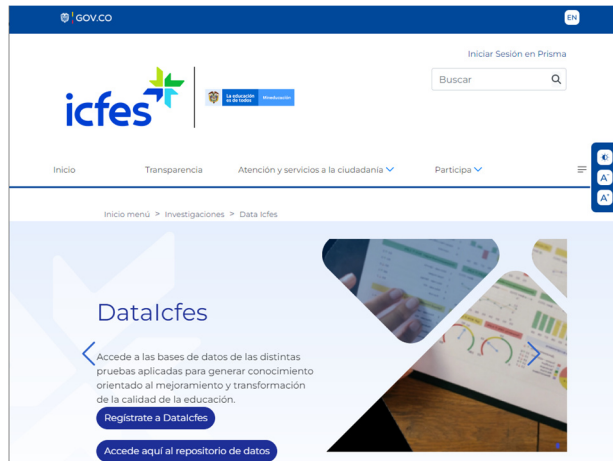 GOV.CO
EN
Iniciar Sesión en Prisma
Buscar
icfes
La educación
es de todos
Mineducación
Inicio
Transparencia
Atención y servicios a la ciudadanía
Participa
A-
A+
Inicio menú > Investigaciones > Data Icfes
DataIcfes
Accede a las bases de datos de las distintas
pruebas aplicadas para generar conocimiento
orientado al mejoramiento y transformación
de la calidad de la educación.
Regístrate a DataIcfes
Accede aquí al repositorio de datos